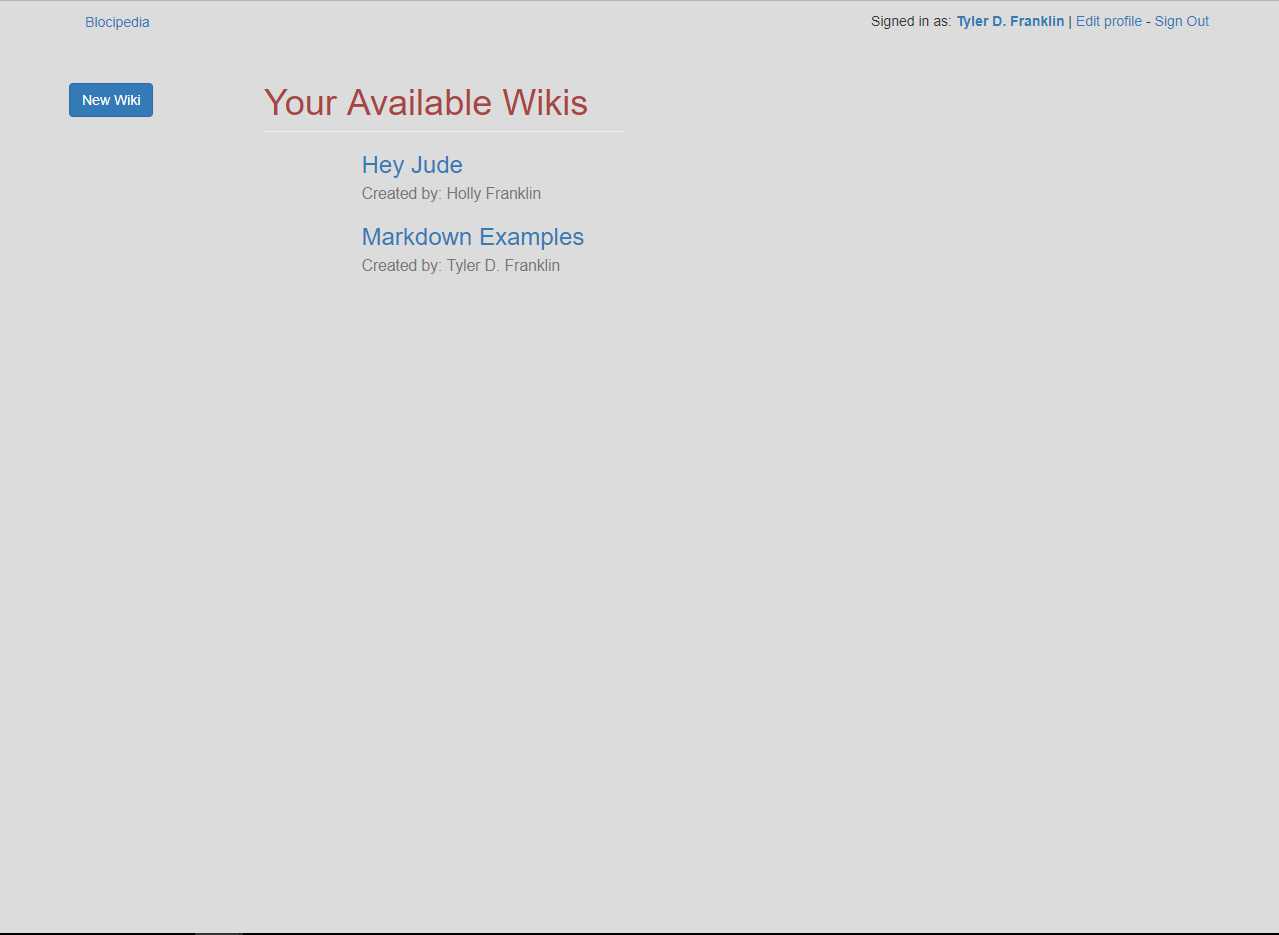 Blocipedia
Signed in as: Tyler D. Franklin | Edit profile - Sign Out
New Wiki
Your Available Wikis
Hey Jude
Created by: Holly Franklin
Markdown Examples
Created by: Tyler D. Franklin